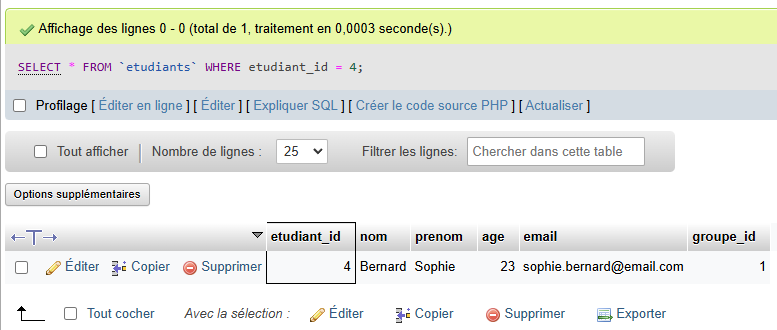 Affichage des lignes 0 - 0 (total de 1, traitement en 0,0003 seconde(s).)
SELECT * FROM `etudiants` WHERE etudiant_id = 4;
Profilage [ Éditer en ligne ] [ Éditer ] [ Expliquer SQL ] [ Créer le code source PHP ] [ Actualiser ]
Tout afficher Nombre de lignes : 25 Filtrer les lignes: Chercher dans cette table
Options supplémentaires
etudiant_id nom prenom age email groupe_id
Éditer Copier Supprimer 4 Bernard Sophie 23 sophie.bernard@email.com 1
Tout cocher Avec la sélection : Éditer Copier Supprimer Exporter